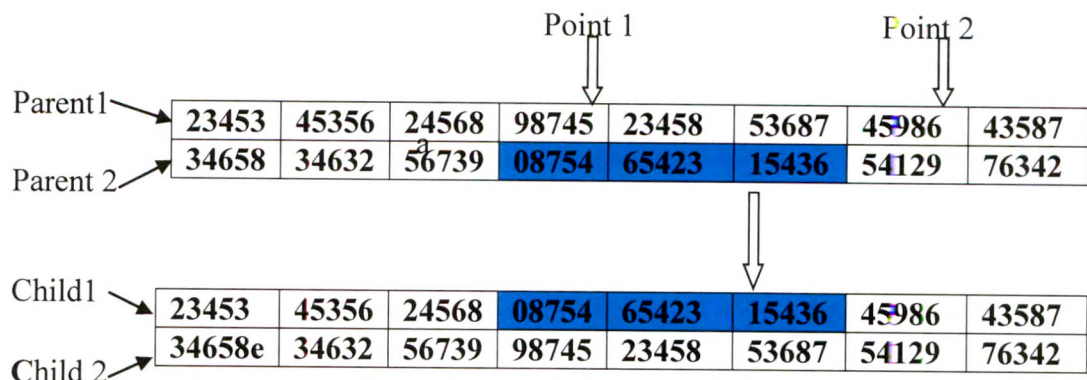 Point 1 Point 2
Parent1
23453 45356 24568 98745 23458 53687 45986 43587
a
Parent 2
34658 34632 56739 08754 65423 15436 54129 76342
Child1
23453 45356 24568 08754 65423 15436 45986 43587
34658e 34632 56739 98745 23458 53687 54129 76342
Child 2